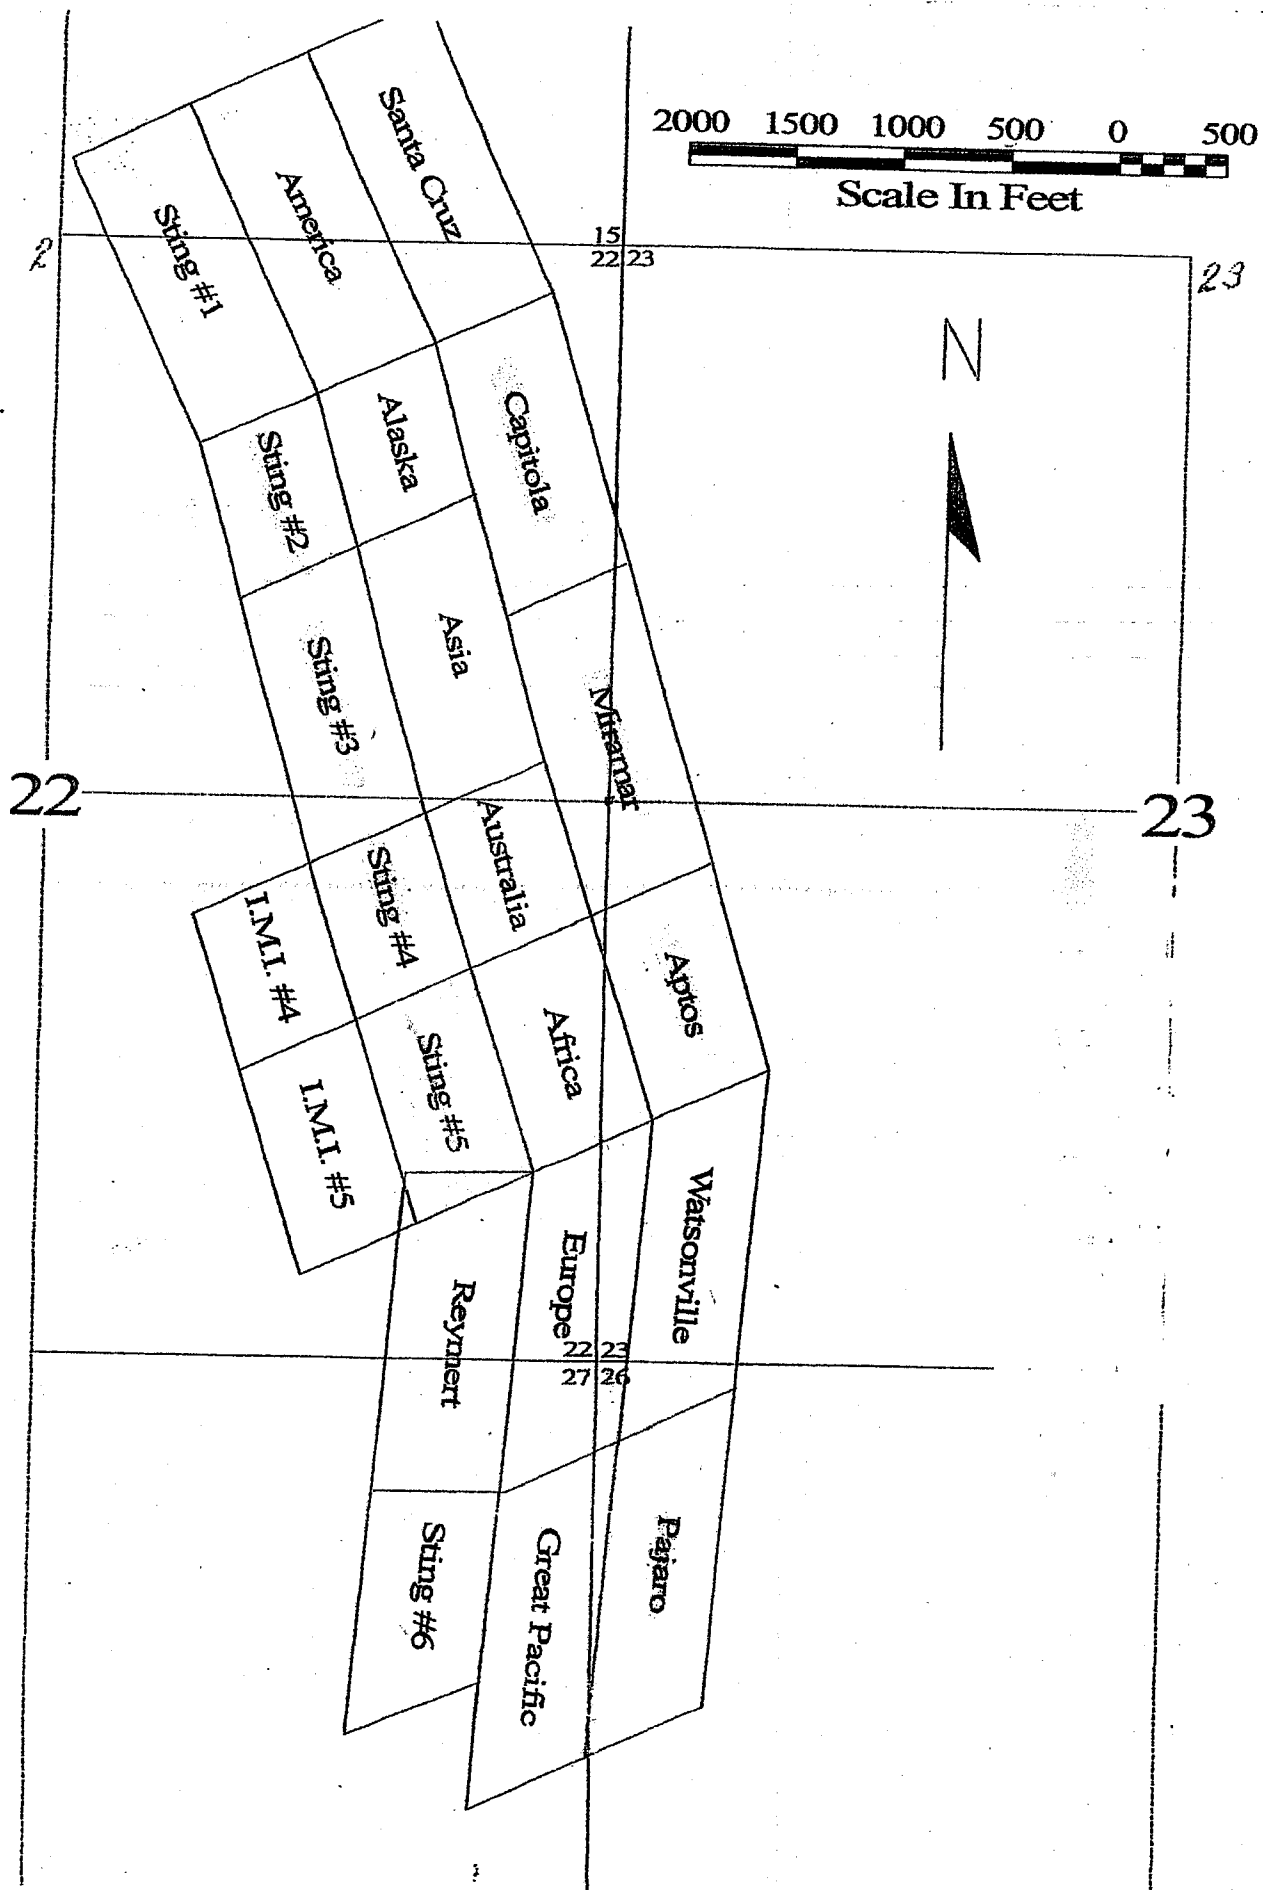 2000 1500 1000 500 0 500
Scale In Feet
Santa Cruz
America
Sting #1
15
22 23
2
23
N
Capitola
Alaska
Sting #2
Asia
Sting #3
Miramar
22
23
Australia
Sting #4
I.M.I. #4
Aptos
Africa
Sting #5
I.M.I. #5
Watsonville
Europe
Reymert
22 23
27 26
Pajaro
Great Pacific
Sting #6